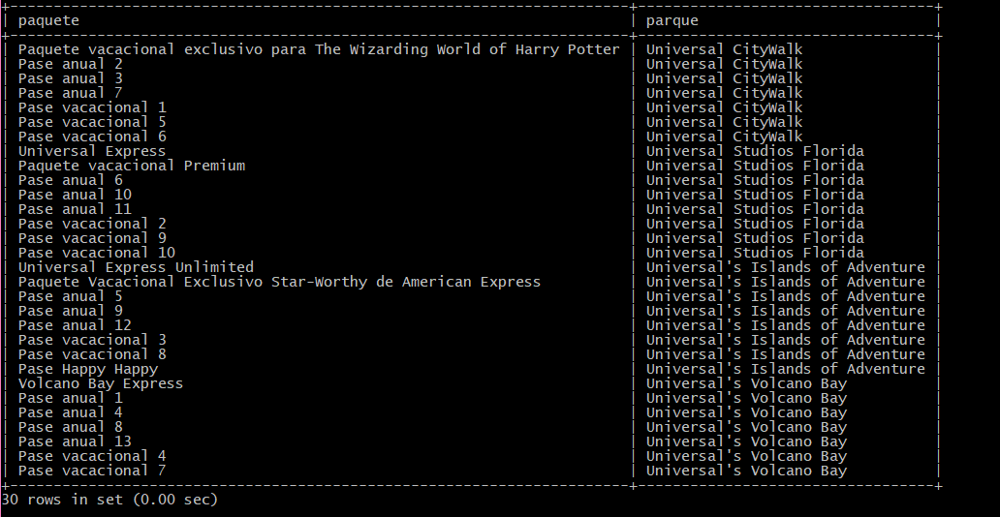 +-----------------------------------------------------------------------+----------------------------------+
| paquete | parque |
+-----------------------------------------------------------------------+----------------------------------+
| Paquete vacacional exclusivo para The Wizarding World of Harry Potter | Universal CityWalk |
| Pase anual 2 | Universal CityWalk |
| Pase anual 3 | Universal CityWalk |
| Pase anual 7 | Universal CityWalk |
| Pase vacacional 1 | Universal CityWalk |
| Pase vacacional 5 | Universal CityWalk |
| Pase vacacional 6 | Universal CityWalk |
| Universal Express | Universal Studios Florida |
| Paquete vacacional Premium | Universal Studios Florida |
| Pase anual 6 | Universal Studios Florida |
| Pase anual 10 | Universal Studios Florida |
| Pase anual 11 | Universal Studios Florida |
| Pase vacacional 2 | Universal Studios Florida |
| Pase vacacional 9 | Universal Studios Florida |
| Pase vacacional 10 | Universal Studios Florida |
| Universal Express Unlimited | Universal's Islands of Adventure |
| Paquete Vacacional Exclusivo Star-Worthy de American Express | Universal's Islands of Adventure |
| Pase anual 5 | Universal's Islands of Adventure |
| Pase anual 9 | Universal's Islands of Adventure |
| Pase anual 12 | Universal's Islands of Adventure |
| Pase vacacional 3 | Universal's Islands of Adventure |
| Pase vacacional 8 | Universal's Islands of Adventure |
| Pase Happy Happy | Universal's Islands of Adventure |
| Volcano Bay Express | Universal's Volcano Bay |
| Pase anual 1 | Universal's Volcano Bay |
| Pase anual 4 | Universal's Volcano Bay |
| Pase anual 8 | Universal's Volcano Bay |
| Pase anual 13 | Universal's Volcano Bay |
| Pase vacacional 4 | Universal's Volcano Bay |
| Pase vacacional 7 | Universal's Volcano Bay |
+-----------------------------------------------------------------------+----------------------------------+
30 rows in set (0.00 sec)